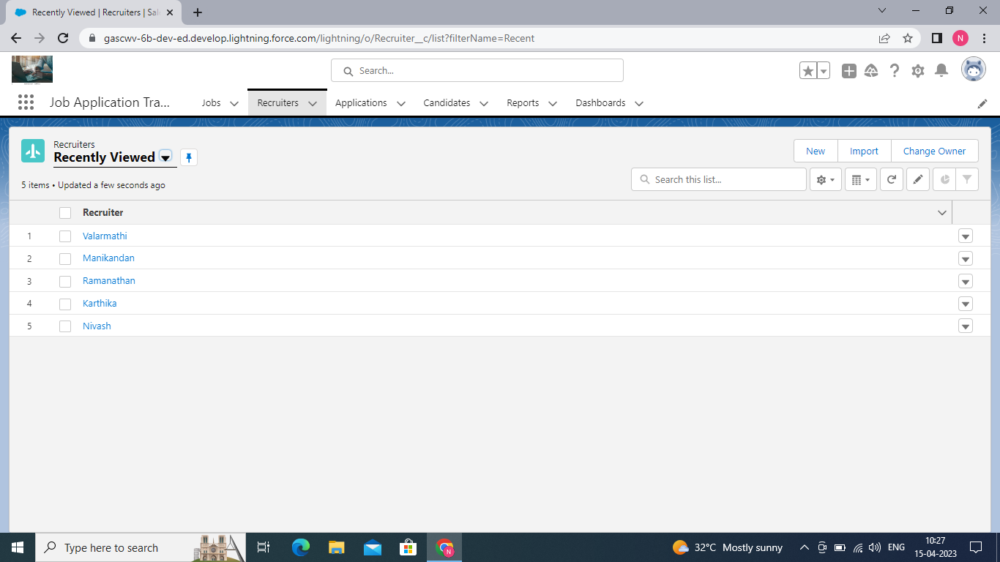 Recently Viewed | Recruiters | Sal
gascwv-6b-dev-ed.develop.lightning.force.com/lightning/o/Recruiter__c/list?filterName=Recent
N
Search...
Job Application Tra...
Jobs
Recruiters
Applications
Candidates
Reports
Dashboards
Recruiters
Recently Viewed
New
Import
Change Owner
5 items • Updated a few seconds ago
Search this list...
Recruiter
1 Valarmathi
2 Manikandan
3 Ramanathan
4 Karthika
5 Nivash
Type here to search
N
32°C Mostly sunny
ENG
10:27
15-04-2023